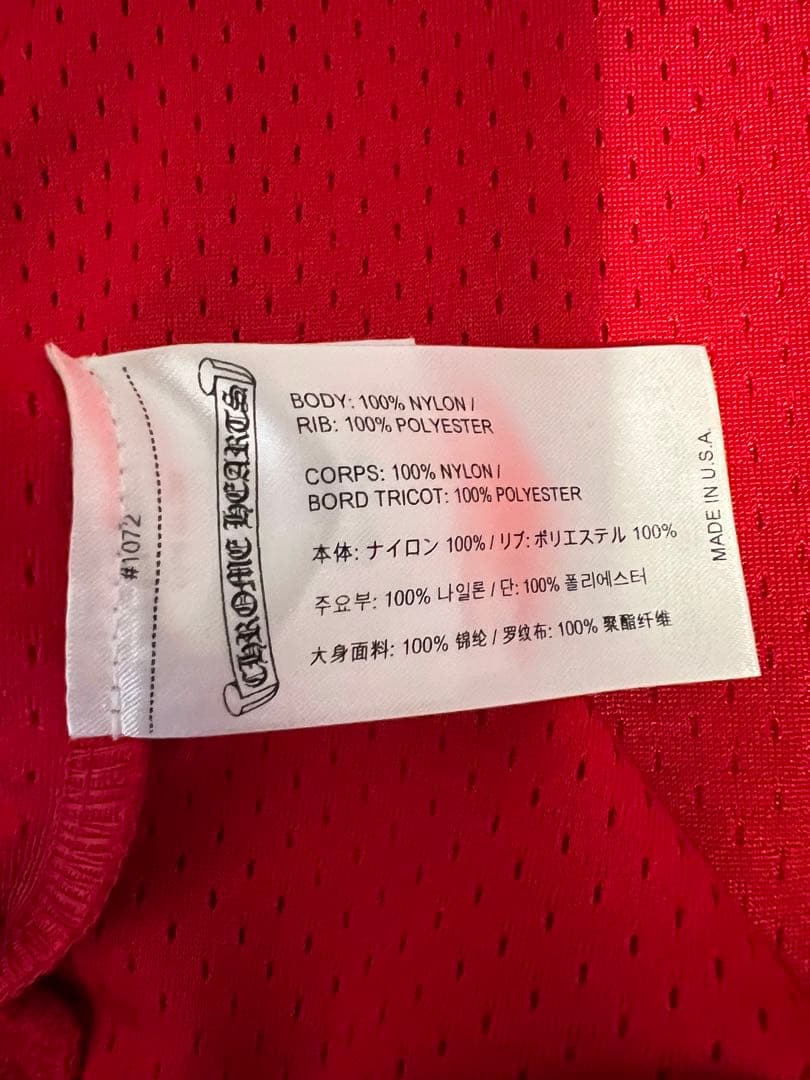 #1072
CHROME HEARTS
BODY: 100% NYLON /
RIB: 100% POLYESTER
CORPS: 100% NYLON /
BORD TRICOT: 100% POLYESTER
本体: ナイロン 100% / リブ: ポリエステル 100%
주요부: 100% 나일론 / 단: 100% 폴리에스터
大身面料: 100% 锦纶 / 罗纹布: 100% 聚酯纤维
MADE IN U.S.A.